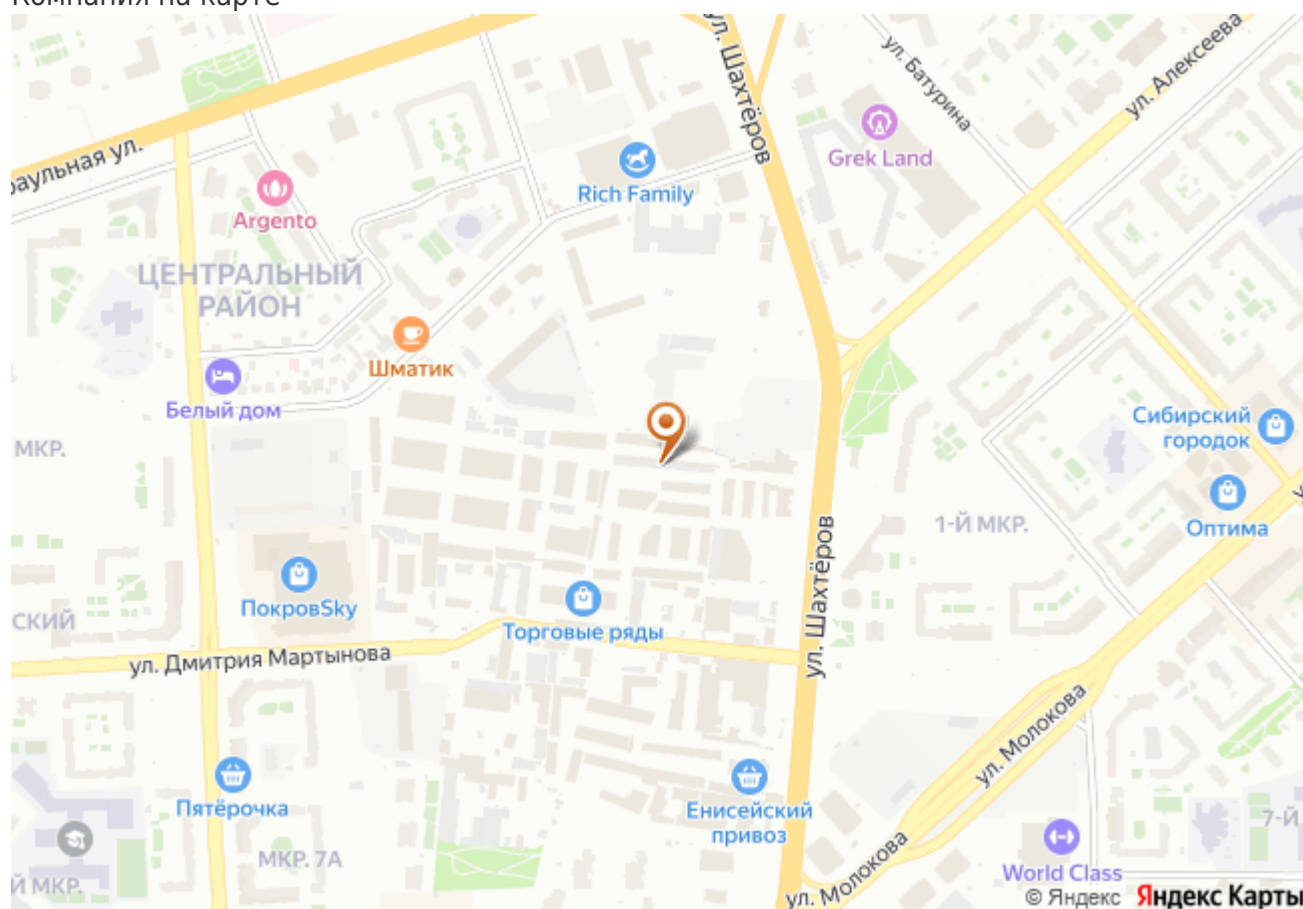 Компания на карте
ул. Шахтёров
ул. Батурина
ул. Алексеева
Grek Land
раульная ул.
Rich Family
Argento
ЦЕНТРАЛЬНЫЙ
РАЙОН
Шматик
Белый дом
Сибирский
городок
МКР.
Оптима
1-Й МКР.
ул. Шахтёров
ПокровSky
СКИЙ
Торговые ряды
ул. Дмитрия Мартынова
ул. Молокова
Пятёрочка
Енисейский
привоз
7-Й
МКР. 7А
World Class
Й МКР.
ул. Молокова
© Яндекс Яндекс Карты